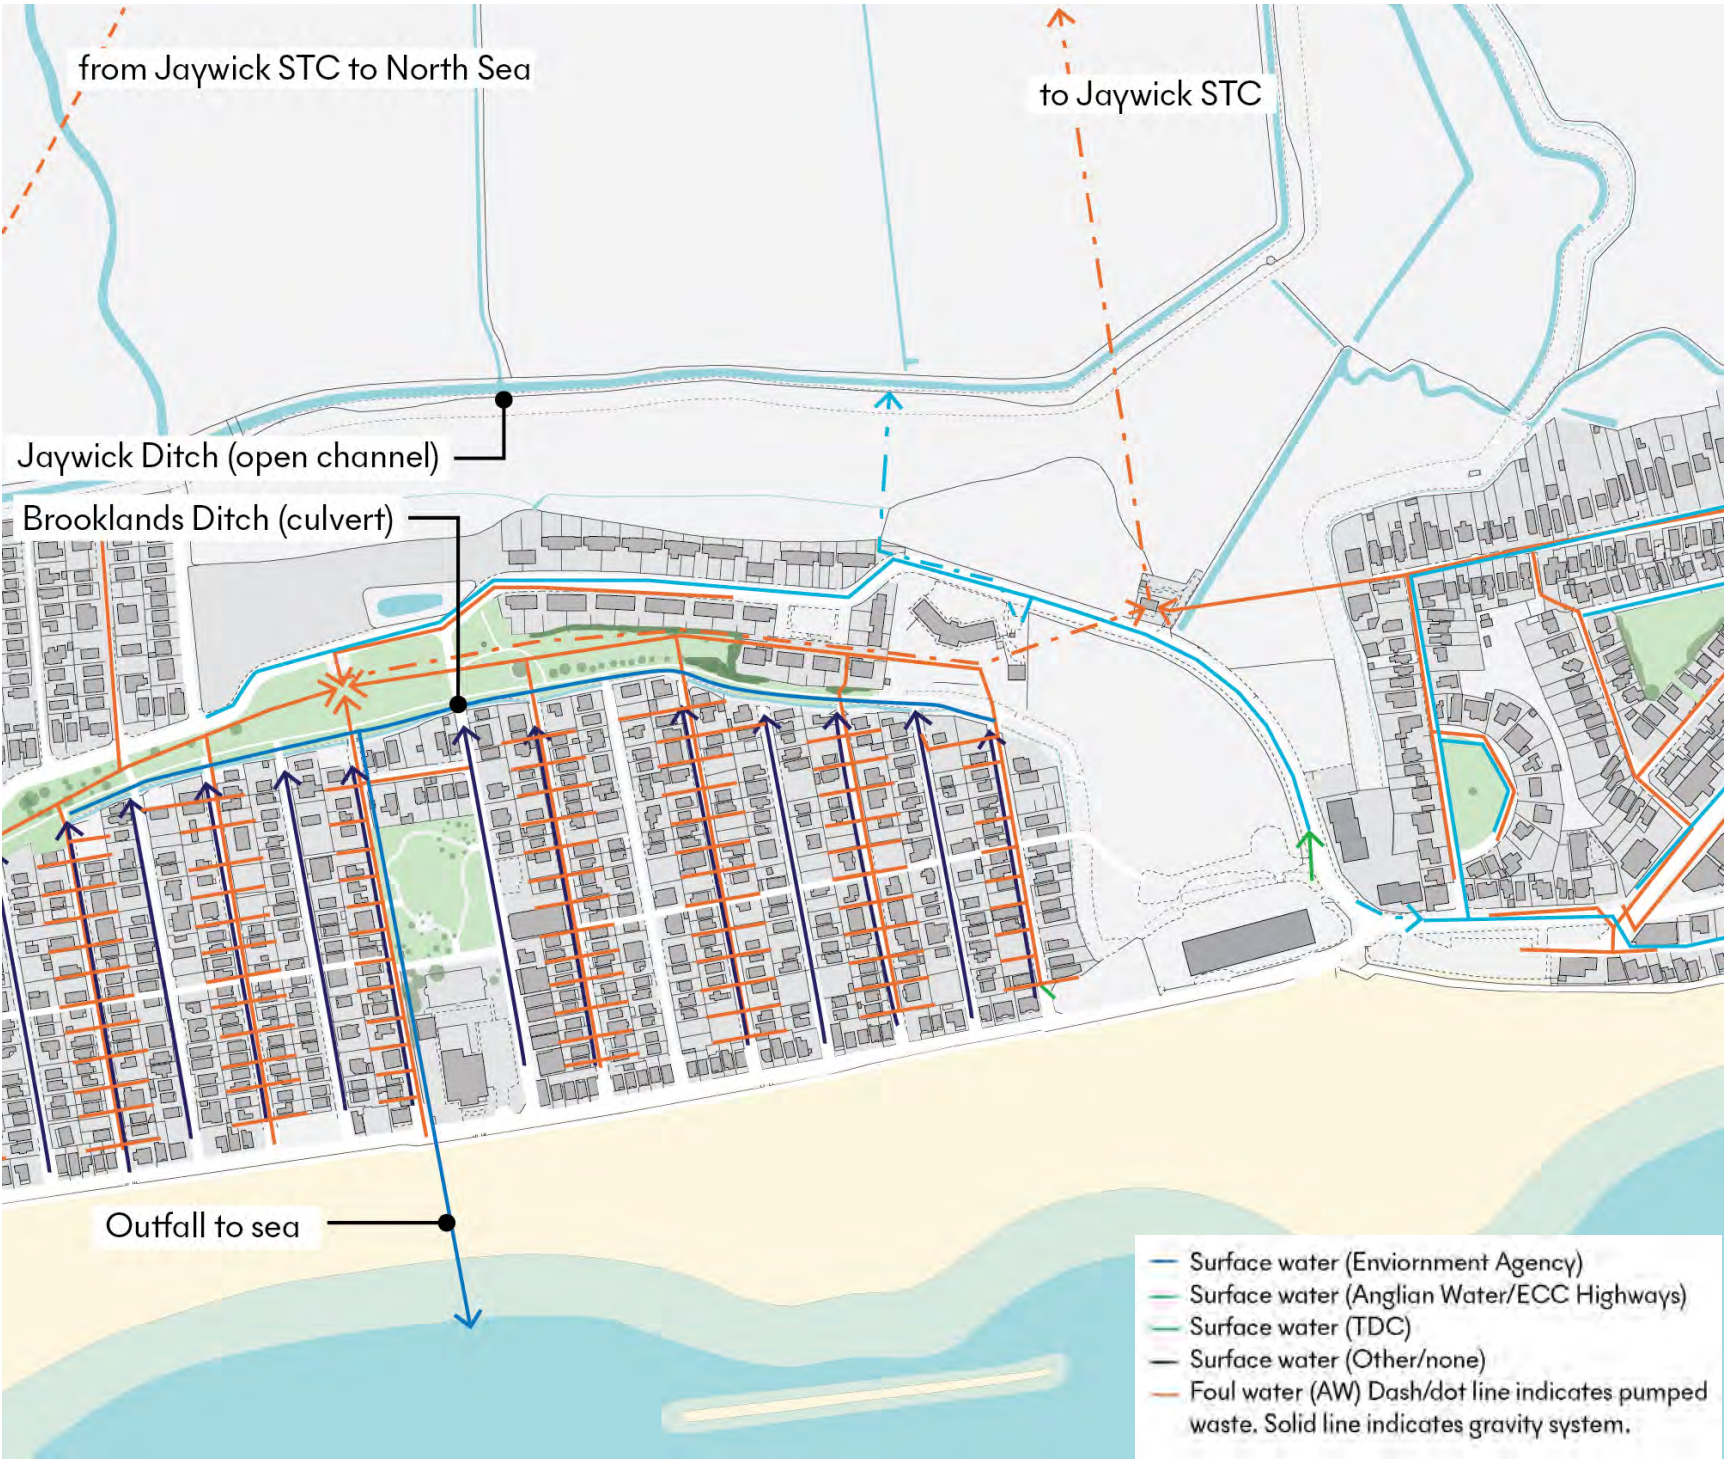 from Jaywick STC to North Sea
to Jaywick STC
Jaywick Ditch (open channel)
Brooklands Ditch (culvert)
Outfall to sea
Surface water (Enviornment Agency)
Surface water (Anglian Water/ECC Highways)
Surface water (TDC)
Surface water (Other/none)
Foul water (AW) Dash/dot line indicates pumped
waste. Solid line indicates gravity system.